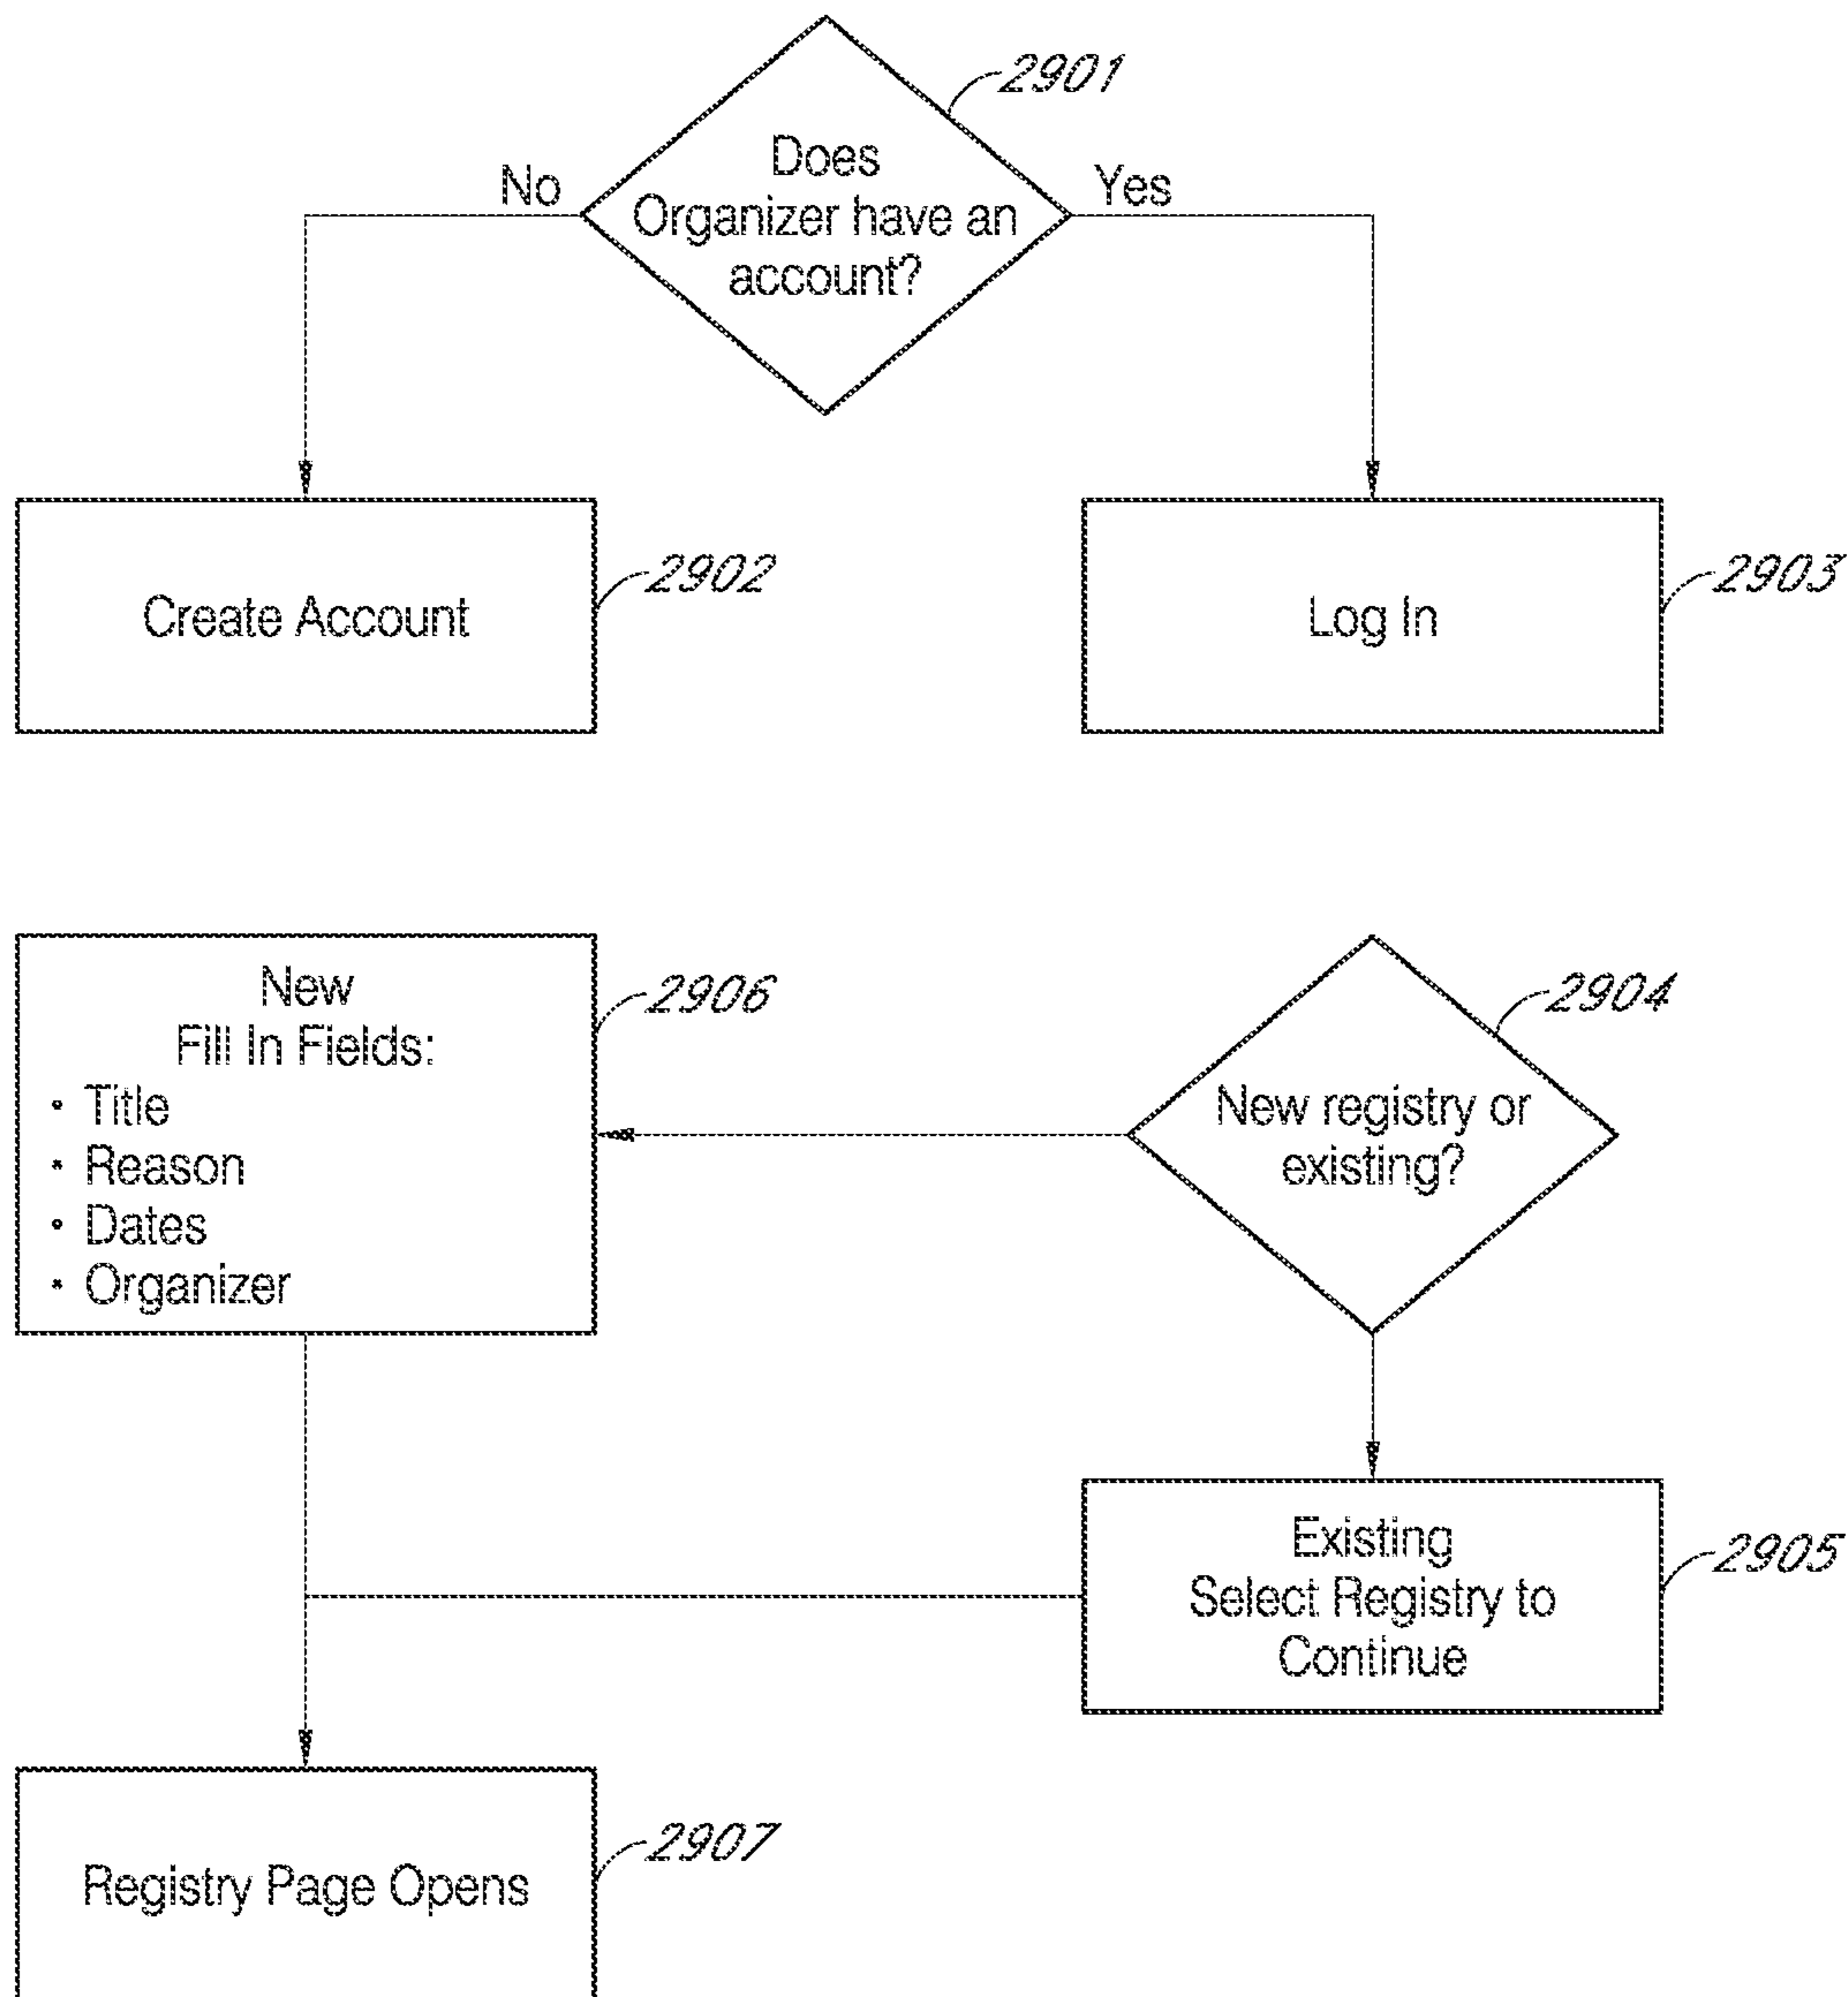 2901
Does
No
Yes
Organizer have an
account?
Create Account
2902
Log In
2903
New
Fill In Fields:
• Title
• Reason
• Dates
• Organizer
2906
2904
New registry or
existing?
Existing
Select Registry to
Continue
2905
Registry Page Opens
2907